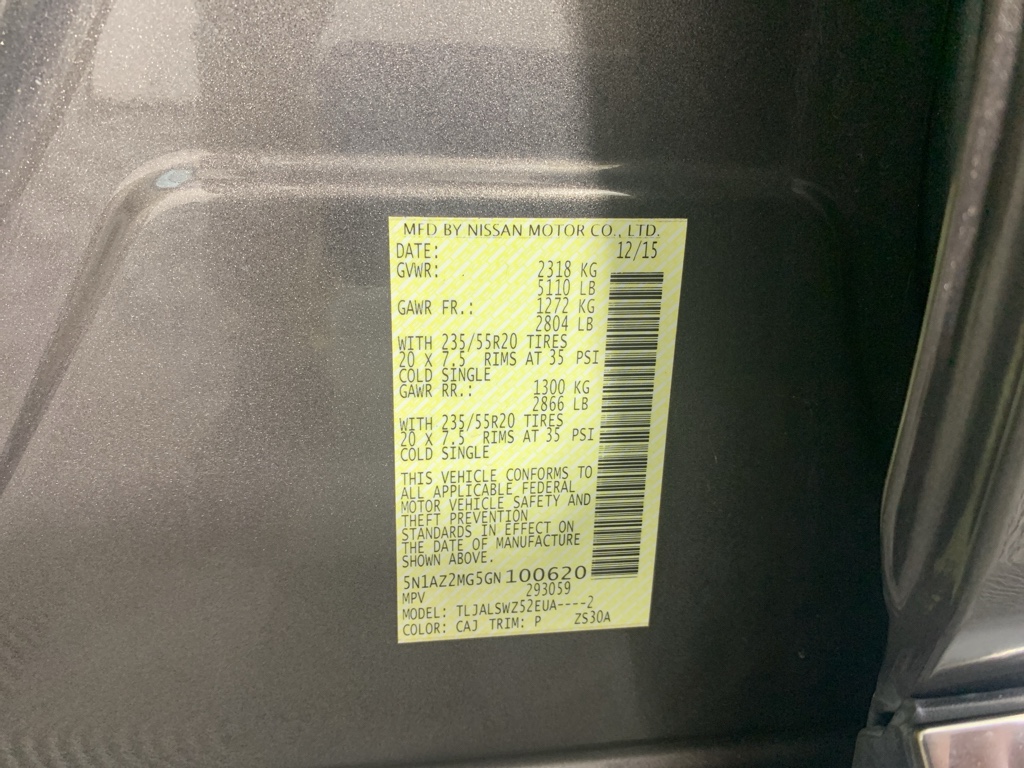 MFD BY NISSAN MOTOR CO., LTD.
DATE: 12/15
GVWR: 2318 KG
5110 LB
GAWR FR.: 1272 KG
2804 LB
WITH 235/55R20 TIRES
20 X 7.5 RIMS AT 35 PSI
COLD SINGLE
GAWR RR.: 1300 KG
2866 LB
WITH 235/55R20 TIRES
20 X 7.5 RIMS AT 35 PSI
COLD SINGLE
THIS VEHICLE CONFORMS TO
ALL APPLICABLE FEDERAL
MOTOR VEHICLE SAFETY AND
THEFT PREVENTION
STANDARDS IN EFFECT ON
THE DATE OF MANUFACTURE
SHOWN ABOVE.
5N1AZ2MG5GN100620
MPV 293059
MODEL: TLJALSWZ52EUA----2
COLOR: CAJ TRIM: P ZS30A